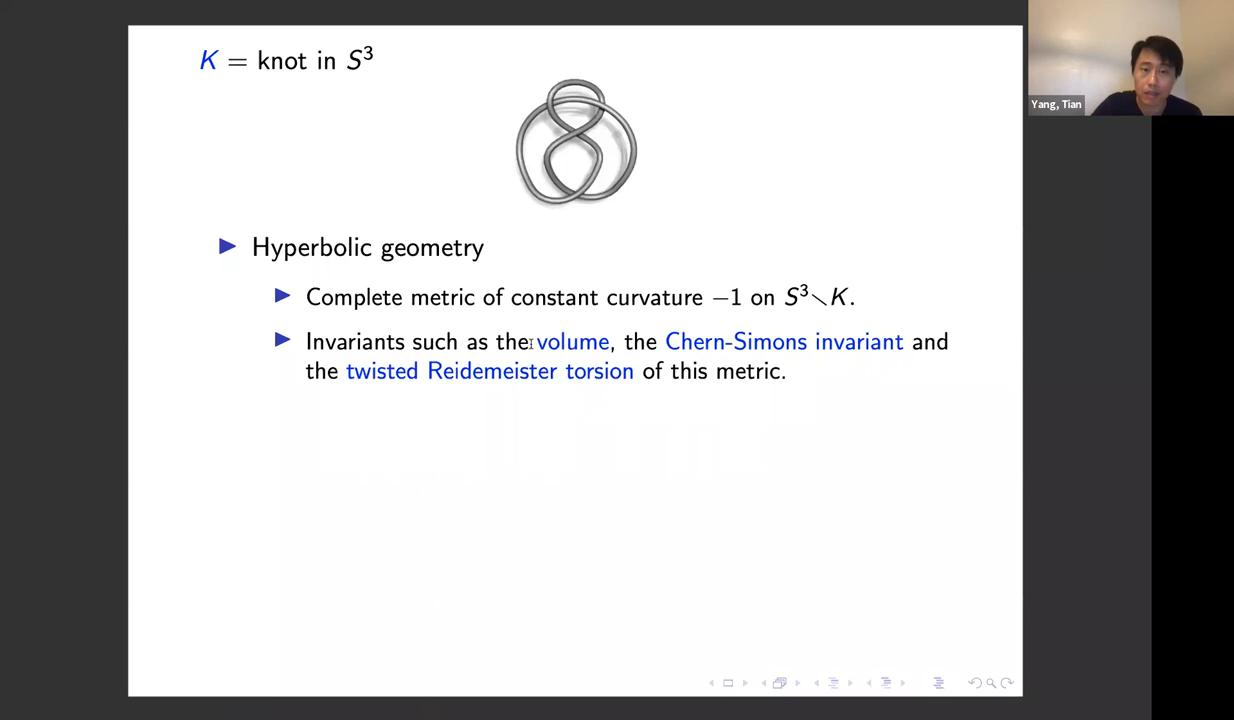 K = knot in S³
Yang, Tian
▶ Hyperbolic geometry
▶ Complete metric of constant curvature −1 on S³∖K.
▶ Invariants such as the volume, the Chern-Simons invariant and
the twisted Reidemeister torsion of this metric.